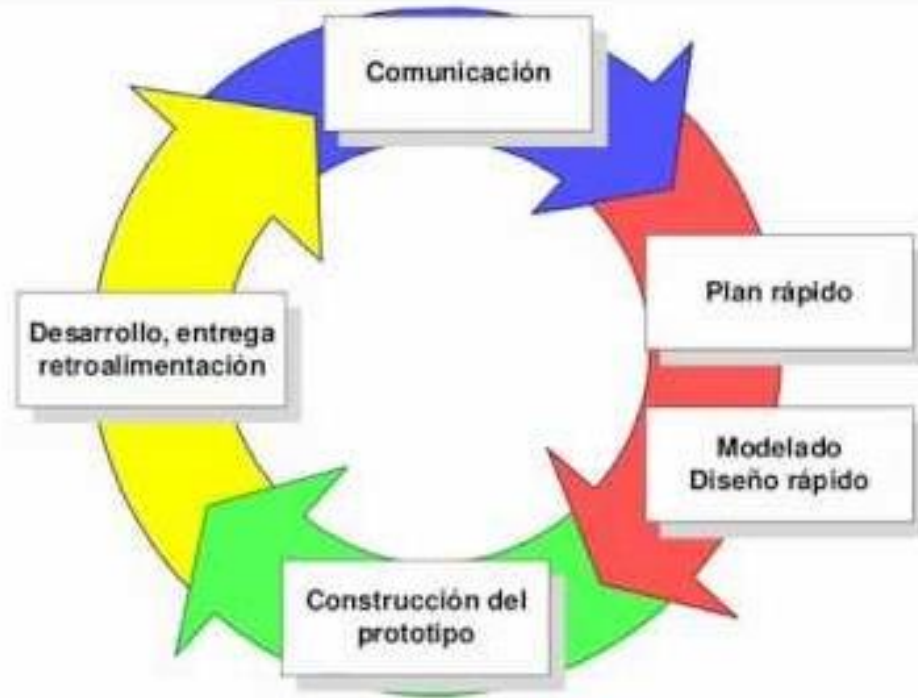 Comunicación
Plan rápido
Modelado
Diseño rápido
Construcción del
prototipo
Desarrollo, entrega
retroalimentación